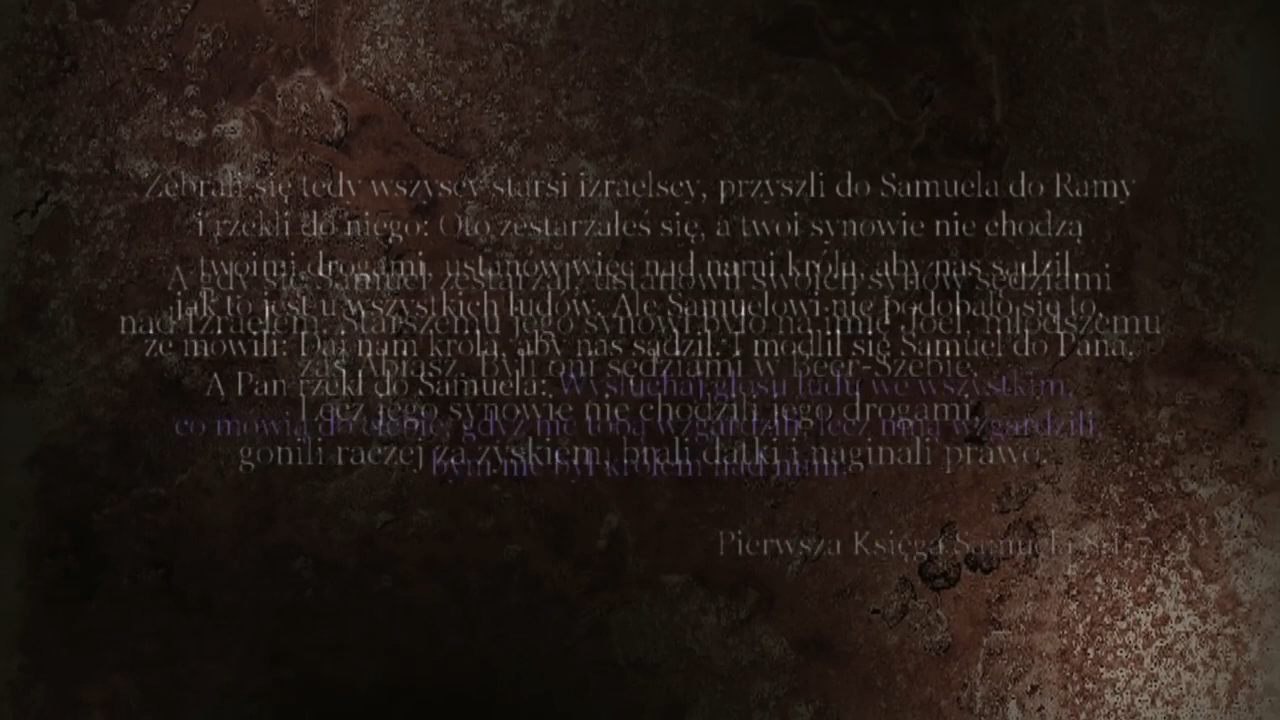 Zebrali się tedy wszyscy starsi izraelscy, przyszli do Samuela do Ramy
i rzekli do niego: Oto zestarzałeś się, a twoi synowie nie chodzą
twoimi drogami, ustanów więc nad nami króla, aby nas sądził,
jak to jest u wszystkich ludów. Ale Samuelowi nie podobało się to,
że mówili: Daj nam króla, aby nas sądził. I modlił się Samuel do Pana.
A Pan rzekł do Samuela: Wysłuchaj głosu ludu we wszystkim,
co mówią do ciebie, gdyż nie tobą wzgardzili, lecz mną wzgardzili,
bym nie był królem nad nimi.
A gdy się Samuel zestarzał, ustanowił swoich synów sędziami
nad Izraelem. Starszemu jego synowi było na imię Joel, młodszemu
zaś Abiasz. Byli oni sędziami w Beer-Szebie.
Lecz jego synowie nie chodzili jego drogami,
gonili raczej za zyskiem, brali datki i naginali prawo.
Pierwsza Księga Samuela